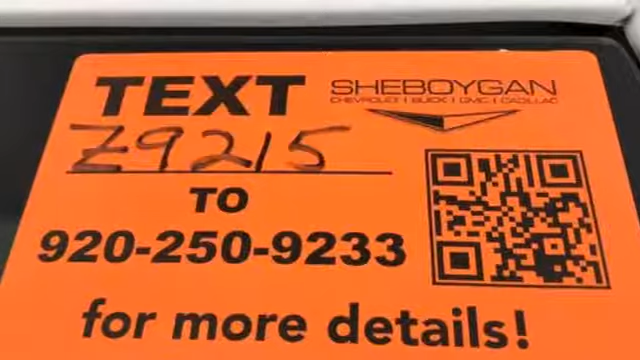 TEXT
Z9215
TO
920-250-9233
for more details!
SHEBOYGAN
CHEVROLET | BUICK | GMC | CADILLAC